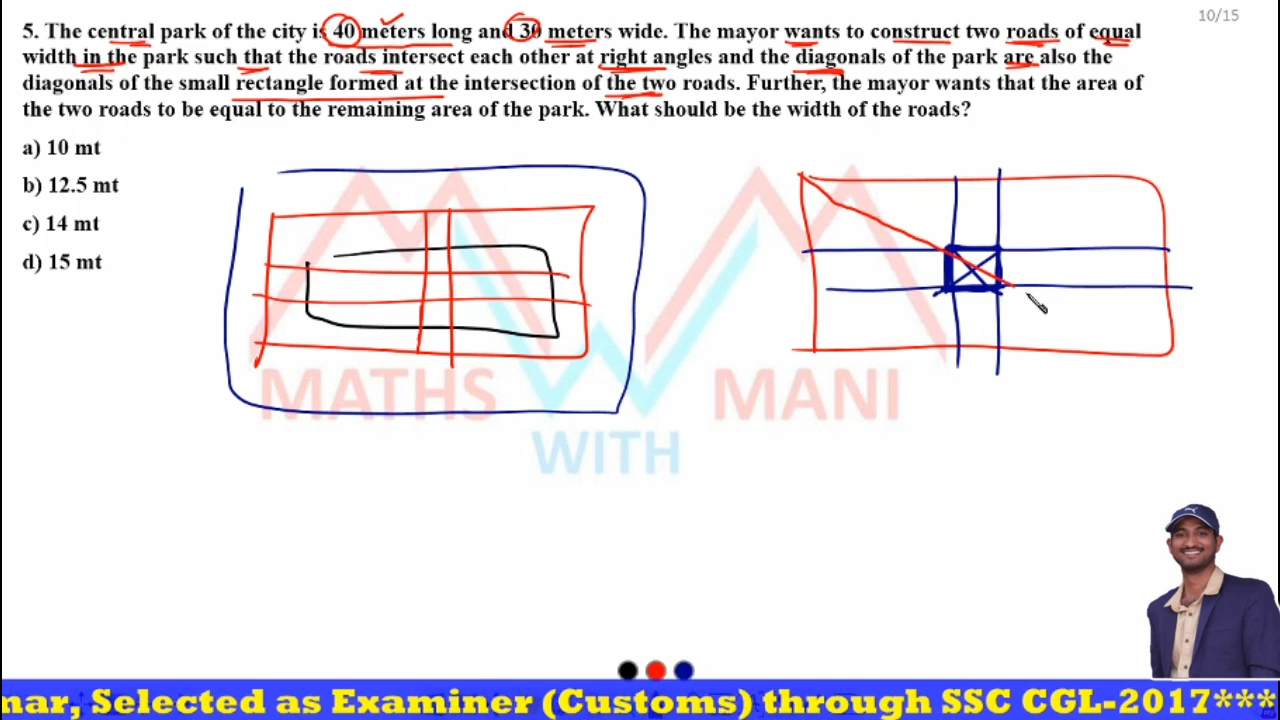 10/15
5. The central park of the city is 40 meters long and 30 meters wide. The mayor wants to construct two roads of equal
width in the park such that the roads intersect each other at right angles and the diagonals of the park are also the
diagonals of the small rectangle formed at the intersection of the two roads. Further, the mayor wants that the area of
the two roads to be equal to the remaining area of the park. What should be the width of the roads?
a) 10 mt
b) 12.5 mt
c) 14 mt
d) 15 mt
MATHS
WITH
MANI
mar, Selected as Examiner (Customs) through SSC CGL-2017***